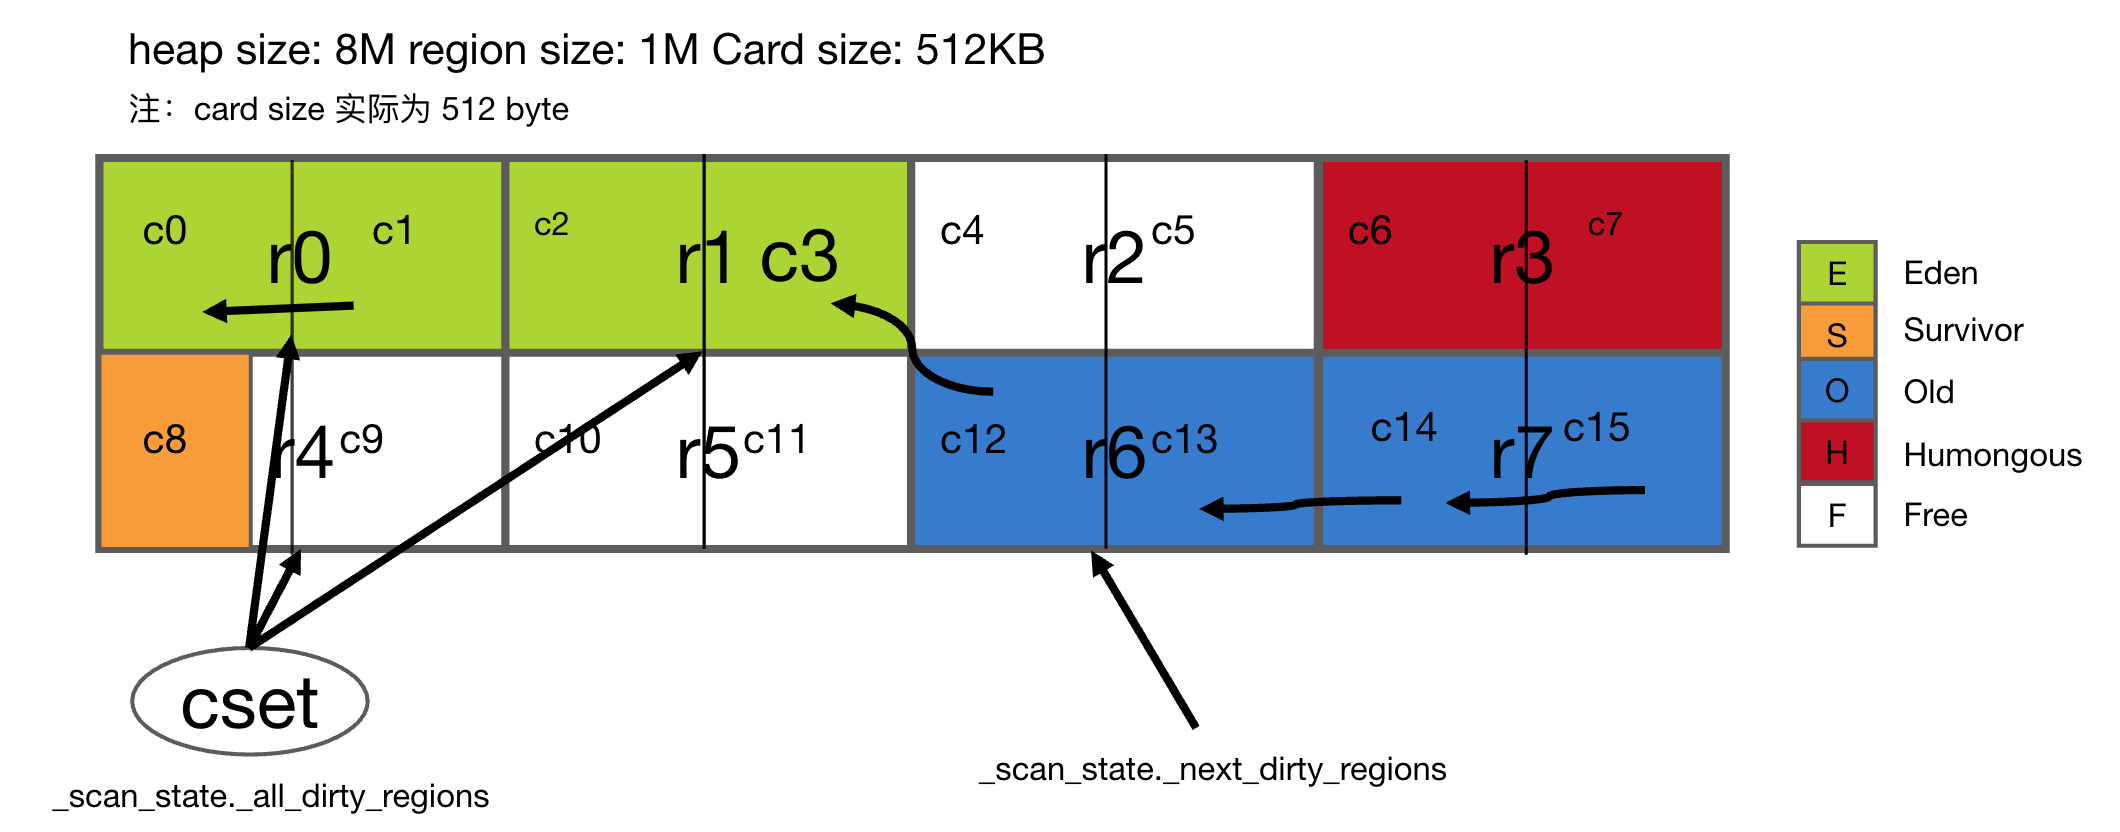 heap size: 8M region size: 1M Card size: 512KB
注：card size 实际为 512 byte
c0 r0 c1 c2 r1 c3 c4 r2 c5 c6 r3 c7
c8 r4 c9 c10 r5 c11 c12 r6 c13 c14 r7 c15
E Eden
S Survivor
O Old
H Humongous
F Free
cset
_scan_state._next_dirty_regions
_scan_state._all_dirty_regions